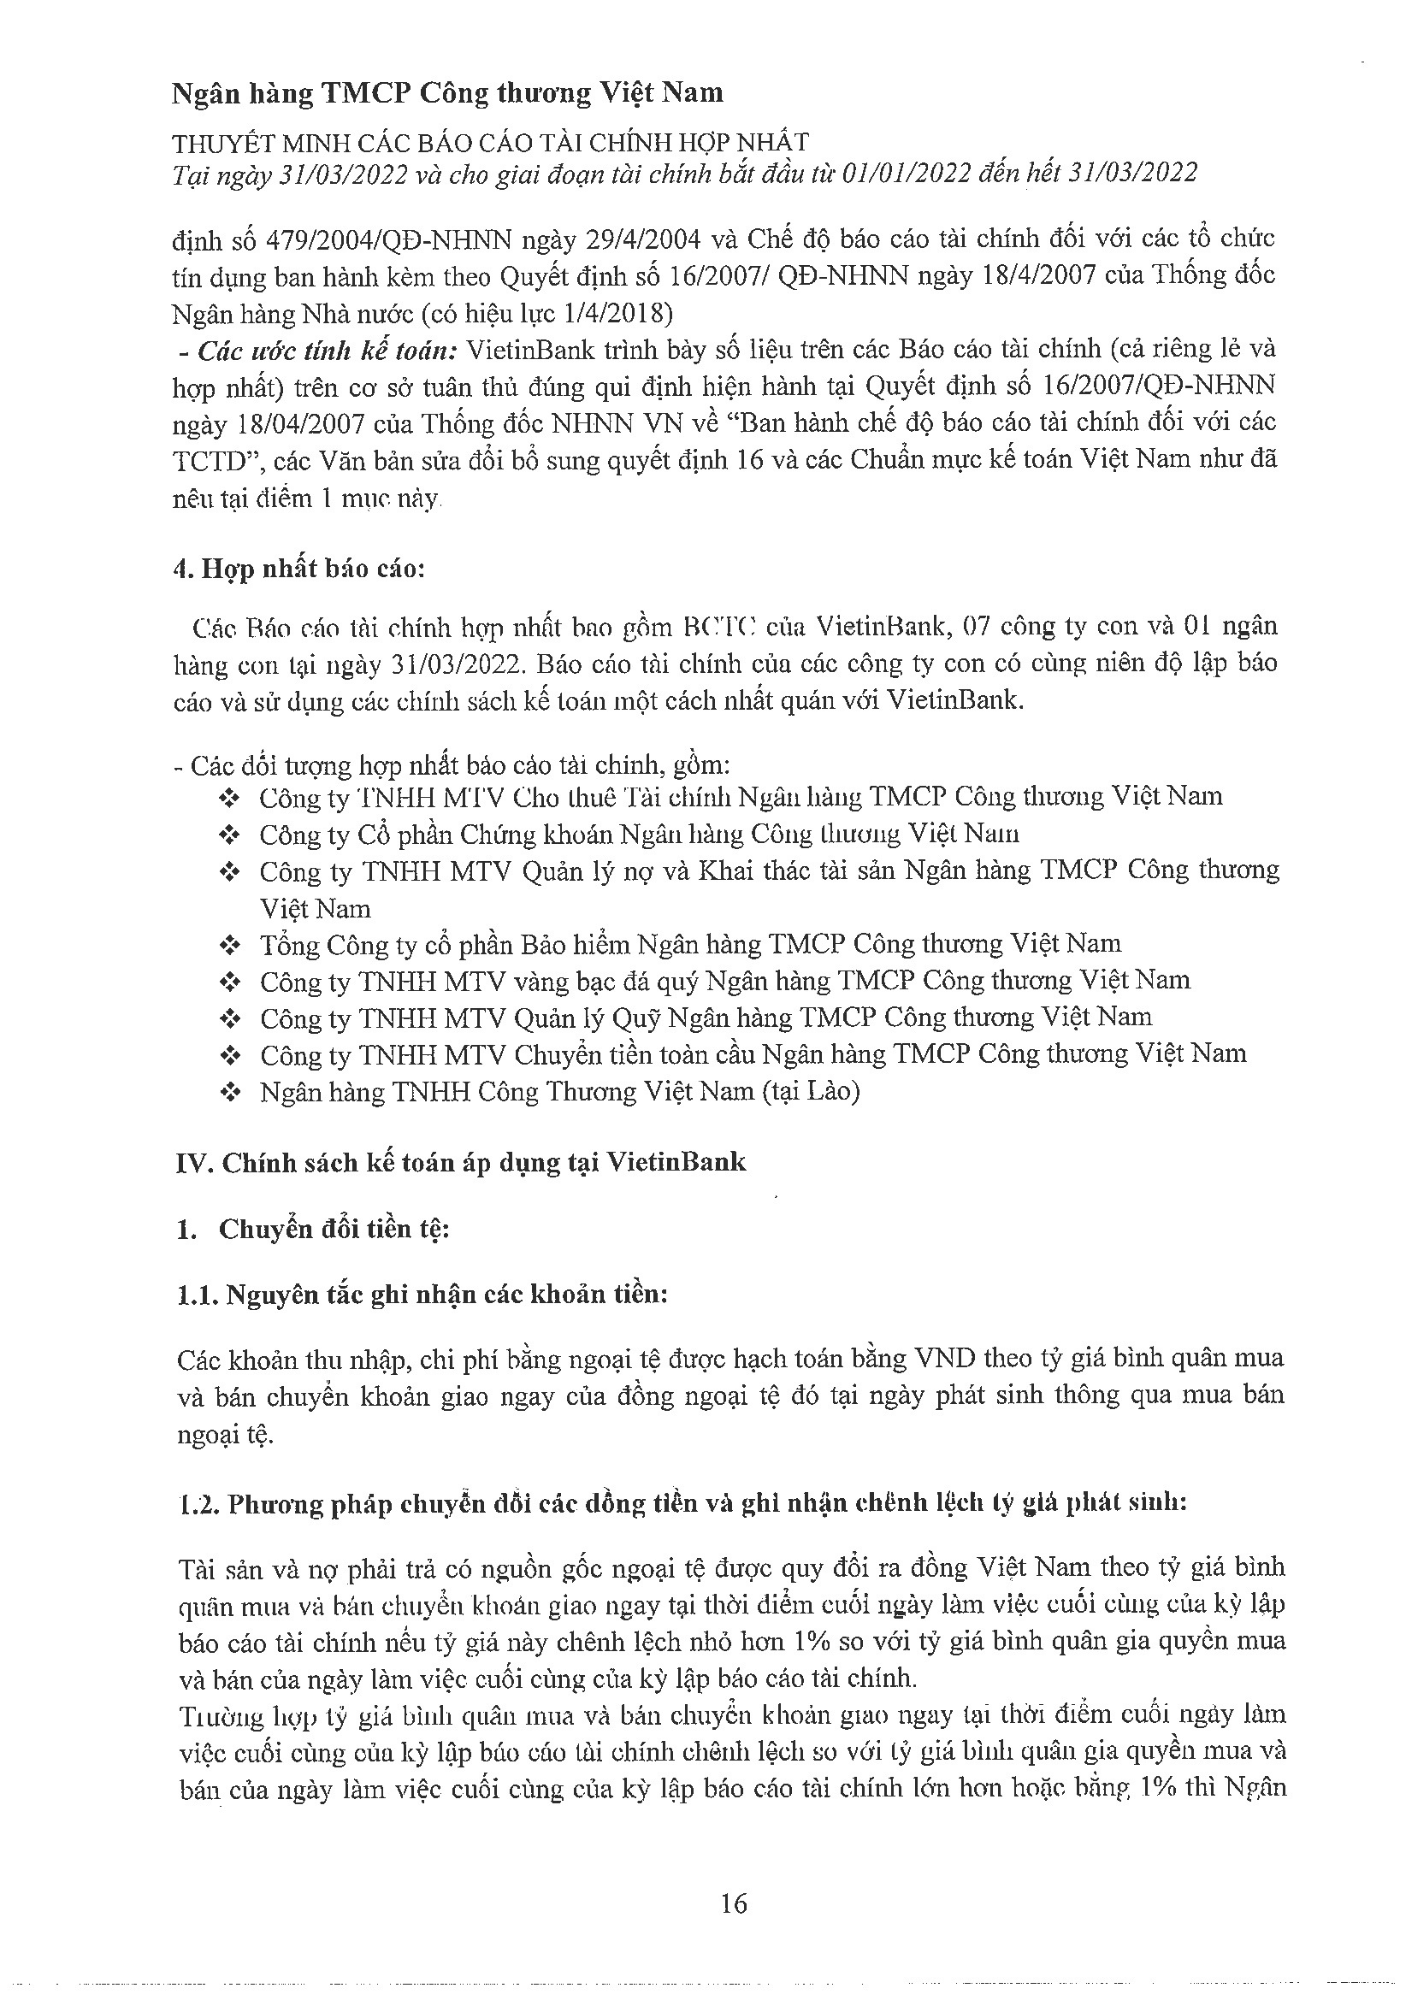 Ngân hàng TMCP Công thương Việt Nam
THUYẾT MINH CÁC BÁO CÁO TÀI CHÍNH HỢP NHẤT
Tại ngày 31/03/2022 và cho giai đoạn tài chính bắt đầu từ 01/01/2022 đến hết 31/03/2022
định số 479/2004/QĐ-NHNN ngày 29/4/2004 và Chế độ báo cáo tài chính đối với các tổ chức
tín dụng ban hành kèm theo Quyết định số 16/2007/ QĐ-NHNN ngày 18/4/2007 của Thống đốc
Ngân hàng Nhà nước (có hiệu lực 1/4/2018)
- Các ước tính kế toán: VietinBank trình bày số liệu trên các Báo cáo tài chính (cả riêng lẻ và
hợp nhất) trên cơ sở tuân thủ đúng qui định hiện hành tại Quyết định số 16/2007/QĐ-NHNN
ngày 18/04/2007 của Thống đốc NHNN VN về “Ban hành chế độ báo cáo tài chính đối với các
TCTD”, các Văn bản sửa đổi bổ sung quyết định 16 và các Chuẩn mực kế toán Việt Nam như đã
nêu tại điểm 1 mục này.
4. Hợp nhất báo cáo:
Các Báo cáo tài chính hợp nhất bao gồm BCTC của VietinBank, 07 công ty con và 01 ngân
hàng con tại ngày 31/03/2022. Báo cáo tài chính của các công ty con có cùng niên độ lập báo
cáo và sử dụng các chính sách kế toán một cách nhất quán với VietinBank.
- Các đối tượng hợp nhất báo cáo tài chính, gồm:
❖ Công ty TNHH MTV Cho thuê Tài chính Ngân hàng TMCP Công thương Việt Nam
❖ Công ty Cổ phần Chứng khoán Ngân hàng Công thương Việt Nam
❖ Công ty TNHH MTV Quản lý nợ và Khai thác tài sản Ngân hàng TMCP Công thương
Việt Nam
❖ Tổng Công ty cổ phần Bảo hiểm Ngân hàng TMCP Công thương Việt Nam
❖ Công ty TNHH MTV vàng bạc đá quý Ngân hàng TMCP Công thương Việt Nam
❖ Công ty TNHH MTV Quản lý Quỹ Ngân hàng TMCP Công thương Việt Nam
❖ Công ty TNHH MTV Chuyển tiền toàn cầu Ngân hàng TMCP Công thương Việt Nam
❖ Ngân hàng TNHH Công Thương Việt Nam (tại Lào)
IV. Chính sách kế toán áp dụng tại VietinBank
1. Chuyển đổi tiền tệ:
1.1. Nguyên tắc ghi nhận các khoản tiền:
Các khoản thu nhập, chi phí bằng ngoại tệ được hạch toán bằng VND theo tỷ giá bình quân mua
và bán chuyển khoản giao ngay của đồng ngoại tệ đó tại ngày phát sinh thông qua mua bán
ngoại tệ.
1.2. Phương pháp chuyển đổi các đồng tiền và ghi nhận chênh lệch tỷ giá phát sinh:
Tài sản và nợ phải trả có nguồn gốc ngoại tệ được quy đổi ra đồng Việt Nam theo tỷ giá bình
quân mua và bán chuyển khoản giao ngay tại thời điểm cuối ngày làm việc cuối cùng của kỳ lập
báo cáo tài chính nếu tỷ giá này chênh lệch nhỏ hơn 1% so với tỷ giá bình quân gia quyền mua
và bán của ngày làm việc cuối cùng của kỳ lập báo cáo tài chính.
Trường hợp tỷ giá bình quân mua và bán chuyển khoản giao ngay tại thời điểm cuối ngày làm
việc cuối cùng của kỳ lập báo cáo tài chính chênh lệch so với tỷ giá bình quân gia quyền mua và
bán của ngày làm việc cuối cùng của kỳ lập báo cáo tài chính lớn hơn hoặc bằng 1% thì Ngân
16